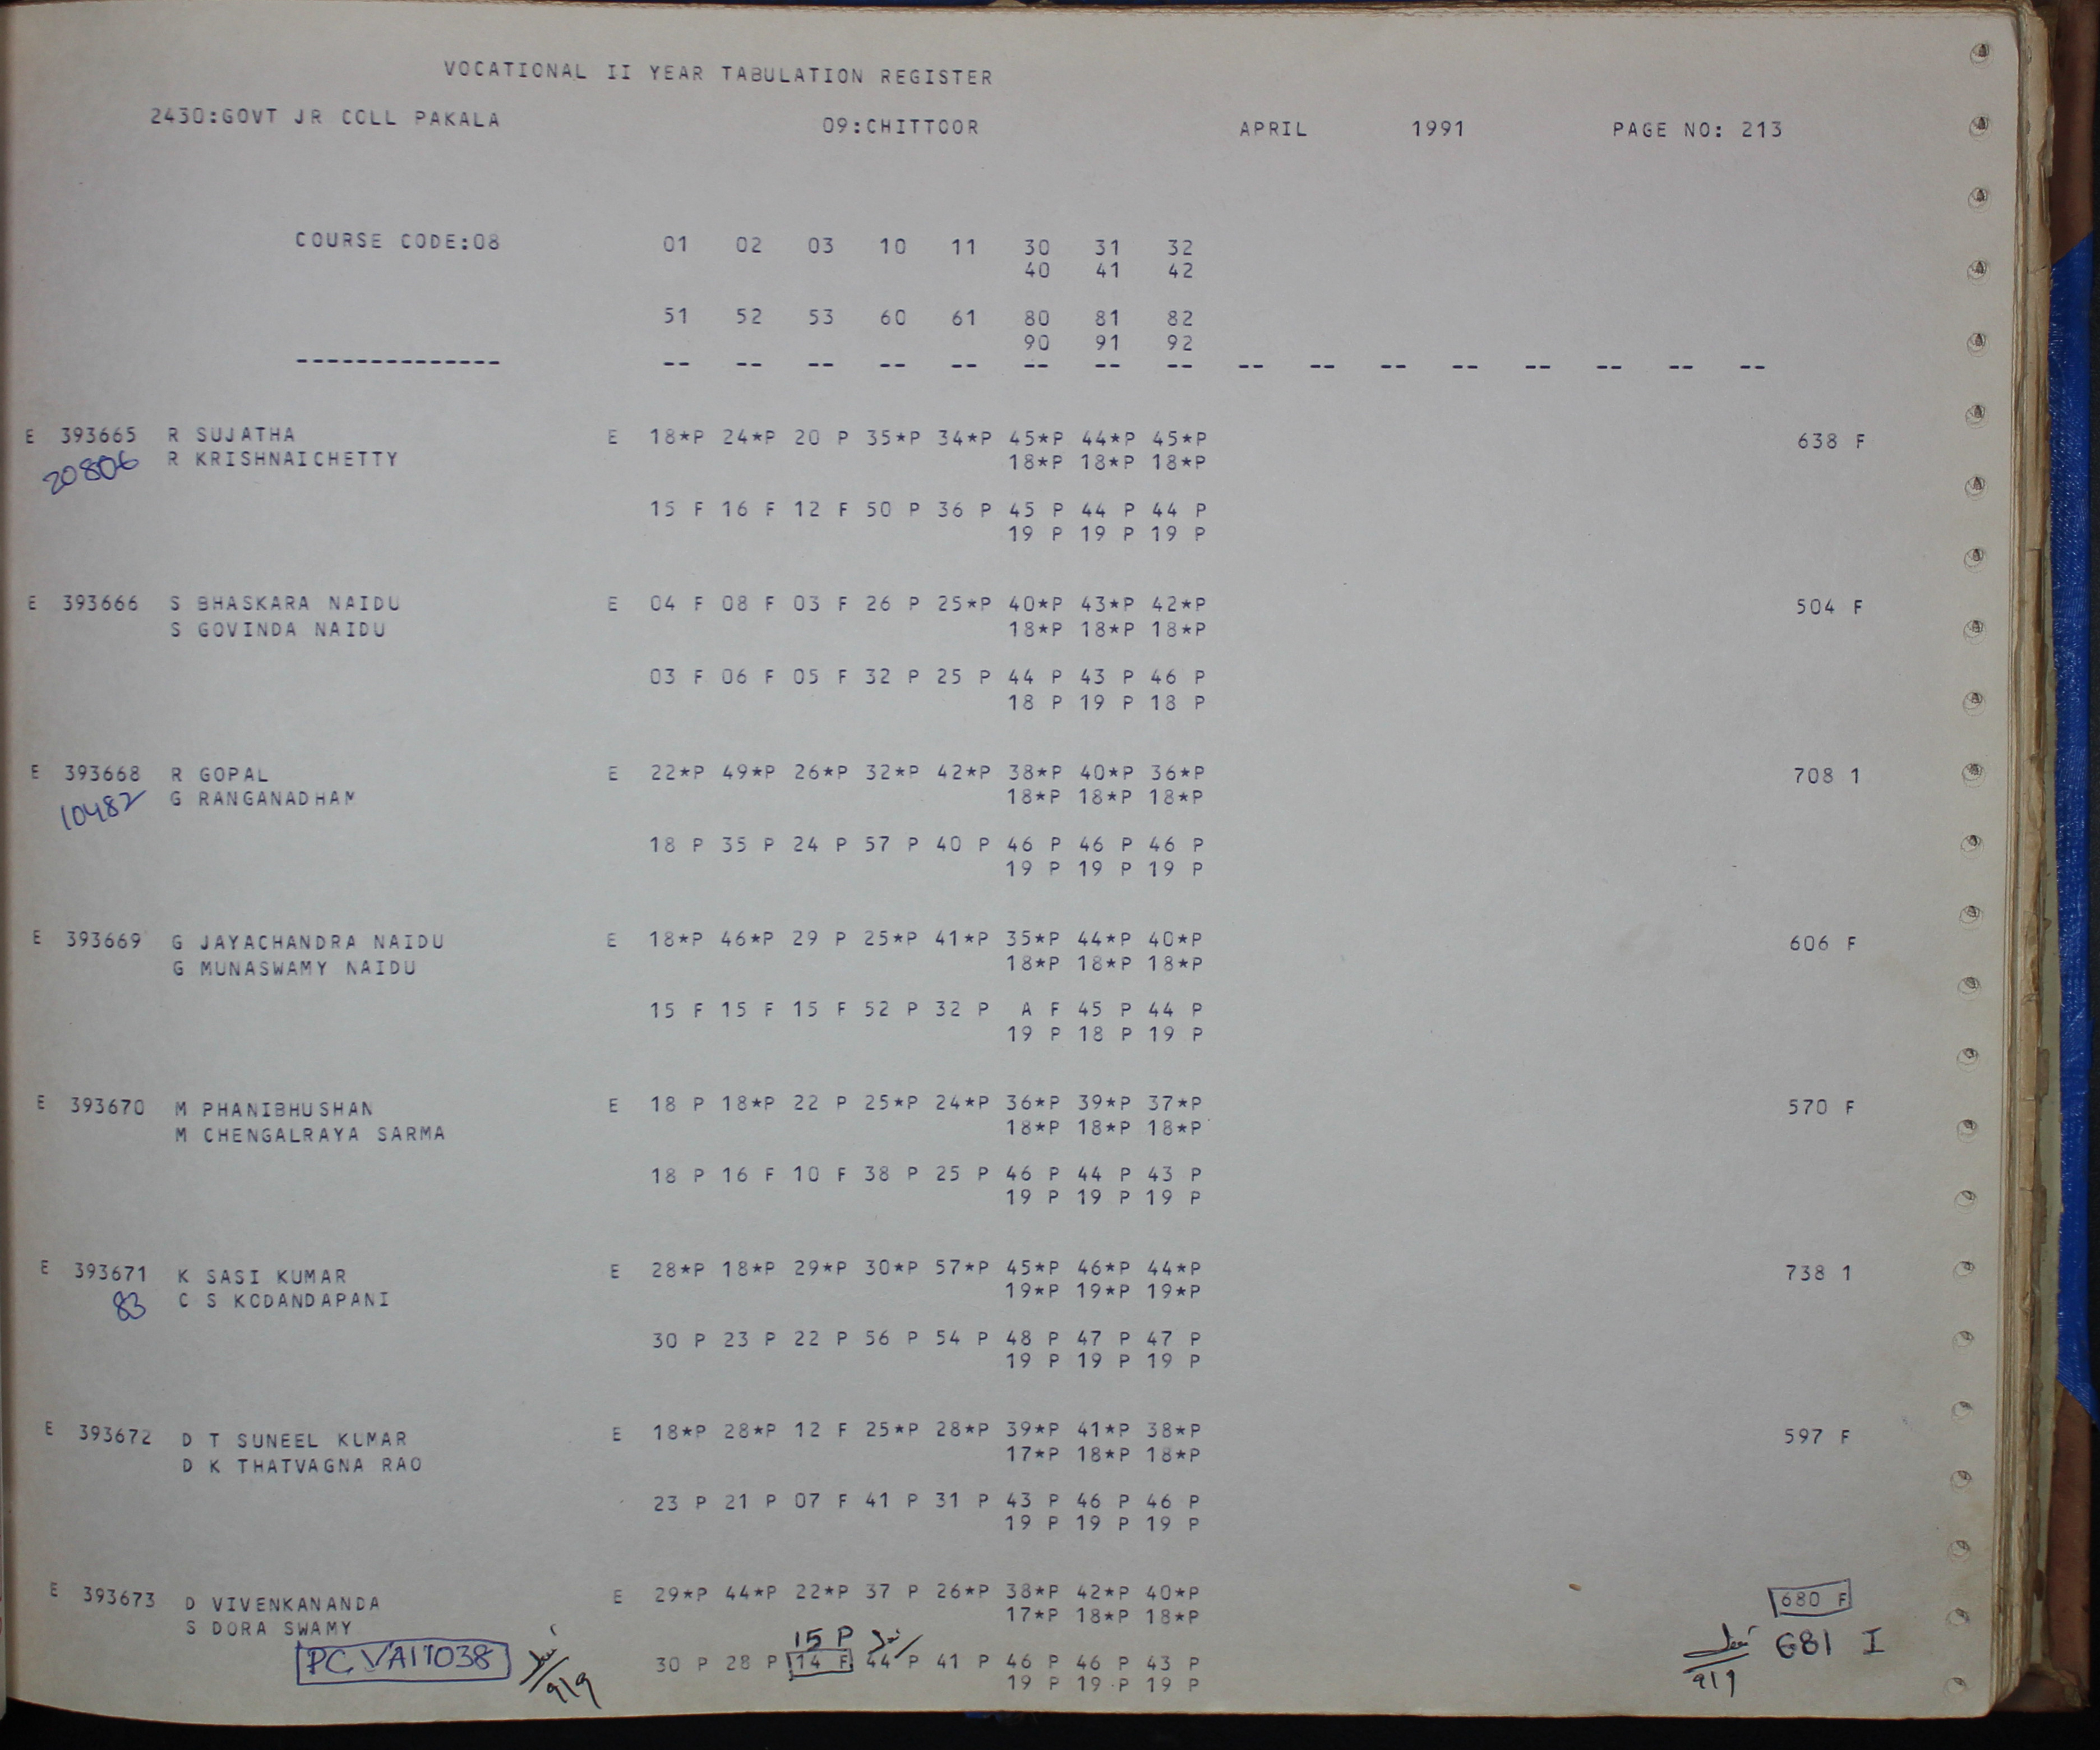 VOCATIONAL II YEAR TABULATION REGISTER
2430:GOVT JR COLL PAKALA 09:CHITTOOR APRIL 1991 PAGE NO: 213
COURSE CODE:08 01 02 03 10 11 30 31 32
40 41 42
51 52 53 60 61 80 81 82
90 91 92
-------------- -- -- -- -- -- -- -- -- -- -- -- -- -- -- -- --
E 393665 R SUJATHA E 18*P 24*P 20 P 35*P 34*P 45*P 44*P 45*P 638 F
20806 R KRISHNAICHETTY 18*P 18*P 18*P
15 F 16 F 12 F 50 P 36 P 45 P 44 P 44 P
19 P 19 P 19 P
E 393666 S BHASKARA NAIDU E 04 F 08 F 03 F 26 P 25*P 40*P 43*P 42*P 504 F
S GOVINDA NAIDU 18*P 18*P 18*P
03 F 06 F 05 F 32 P 25 P 44 P 43 P 46 P
18 P 19 P 18 P
E 393668 R GOPAL E 22*P 49*P 26*P 32*P 42*P 38*P 40*P 36*P 708 1
10482 G RANGANADHAM 18*P 18*P 18*P
18 P 35 P 24 P 57 P 40 P 46 P 46 P 46 P
19 P 19 P 19 P
E 393669 G JAYACHANDRA NAIDU E 18*P 46*P 29 P 25*P 41*P 35*P 44*P 40*P 606 F
G MUNASWAMY NAIDU 18*P 18*P 18*P
15 F 15 F 15 F 52 P 32 P A F 45 P 44 P
19 P 18 P 19 P
E 393670 M PHANIBHUSHAN E 18 P 18*P 22 P 25*P 24*P 36*P 39*P 37*P 570 F
M CHENGALRAYA SARMA 18*P 18*P 18*P
18 P 16 F 10 F 38 P 25 P 46 P 44 P 43 P
19 P 19 P 19 P
E 393671 K SASI KUMAR E 28*P 18*P 29*P 30*P 57*P 45*P 46*P 44*P 738 1
83 C S KODANDAPANI 19*P 19*P 19*P
30 P 23 P 22 P 56 P 54 P 48 P 47 P 47 P
19 P 19 P 19 P
E 393672 D T SUNEEL KUMAR E 18*P 28*P 12 F 25*P 28*P 39*P 41*P 38*P 597 F
D K THATVAGNA RAO 17*P 18*P 18*P
23 P 21 P 07 F 41 P 31 P 43 P 46 P 46 P
19 P 19 P 19 P
E 393673 D VIVENKANANDA E 29*P 44*P 22*P 37 P 26*P 38*P 42*P 40*P 680 F
S DORA SWAMY 17*P 18*P 18*P
15 P 681 I
30 P 28 P 14 F 44 P 41 P 46 P 46 P 43 P
19 P 19 P 19 P